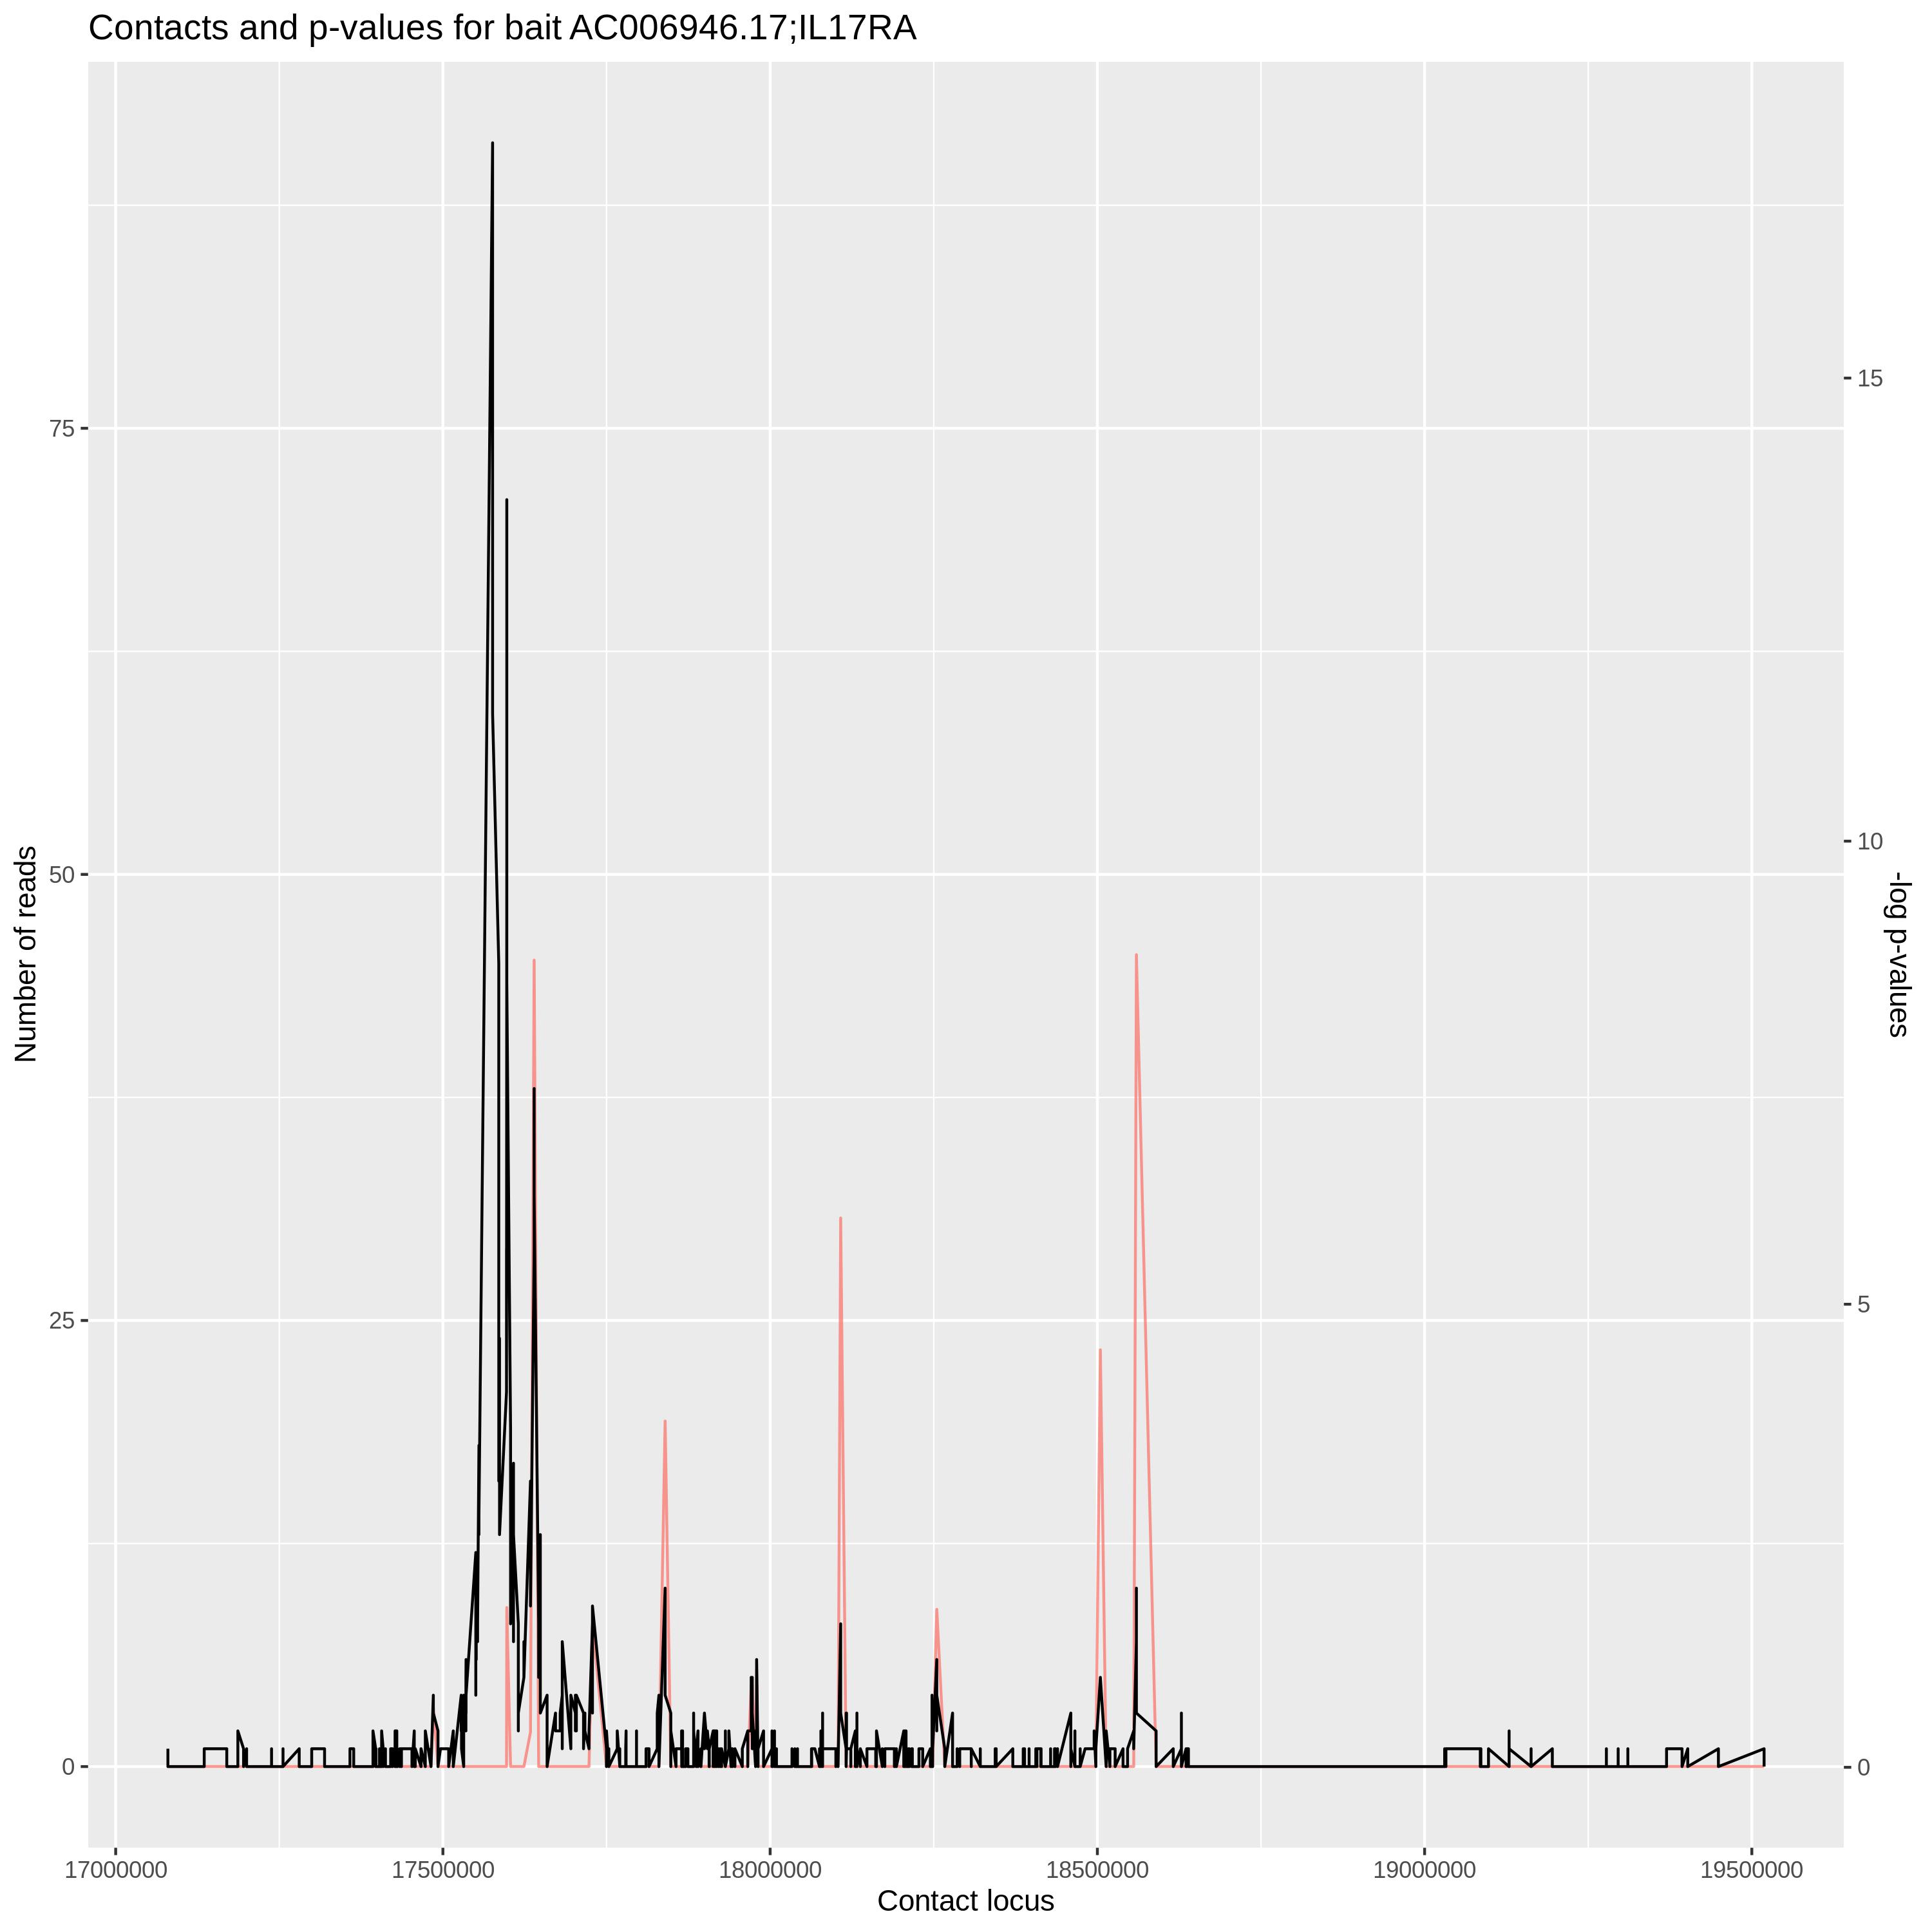 Contacts and p-values for bait AC006946.17;IL17RA
15
75
10
50
Number of reads
-log p-values
5
25
0
0
17000000 17500000 18000000 18500000 19000000 19500000
Contact locus